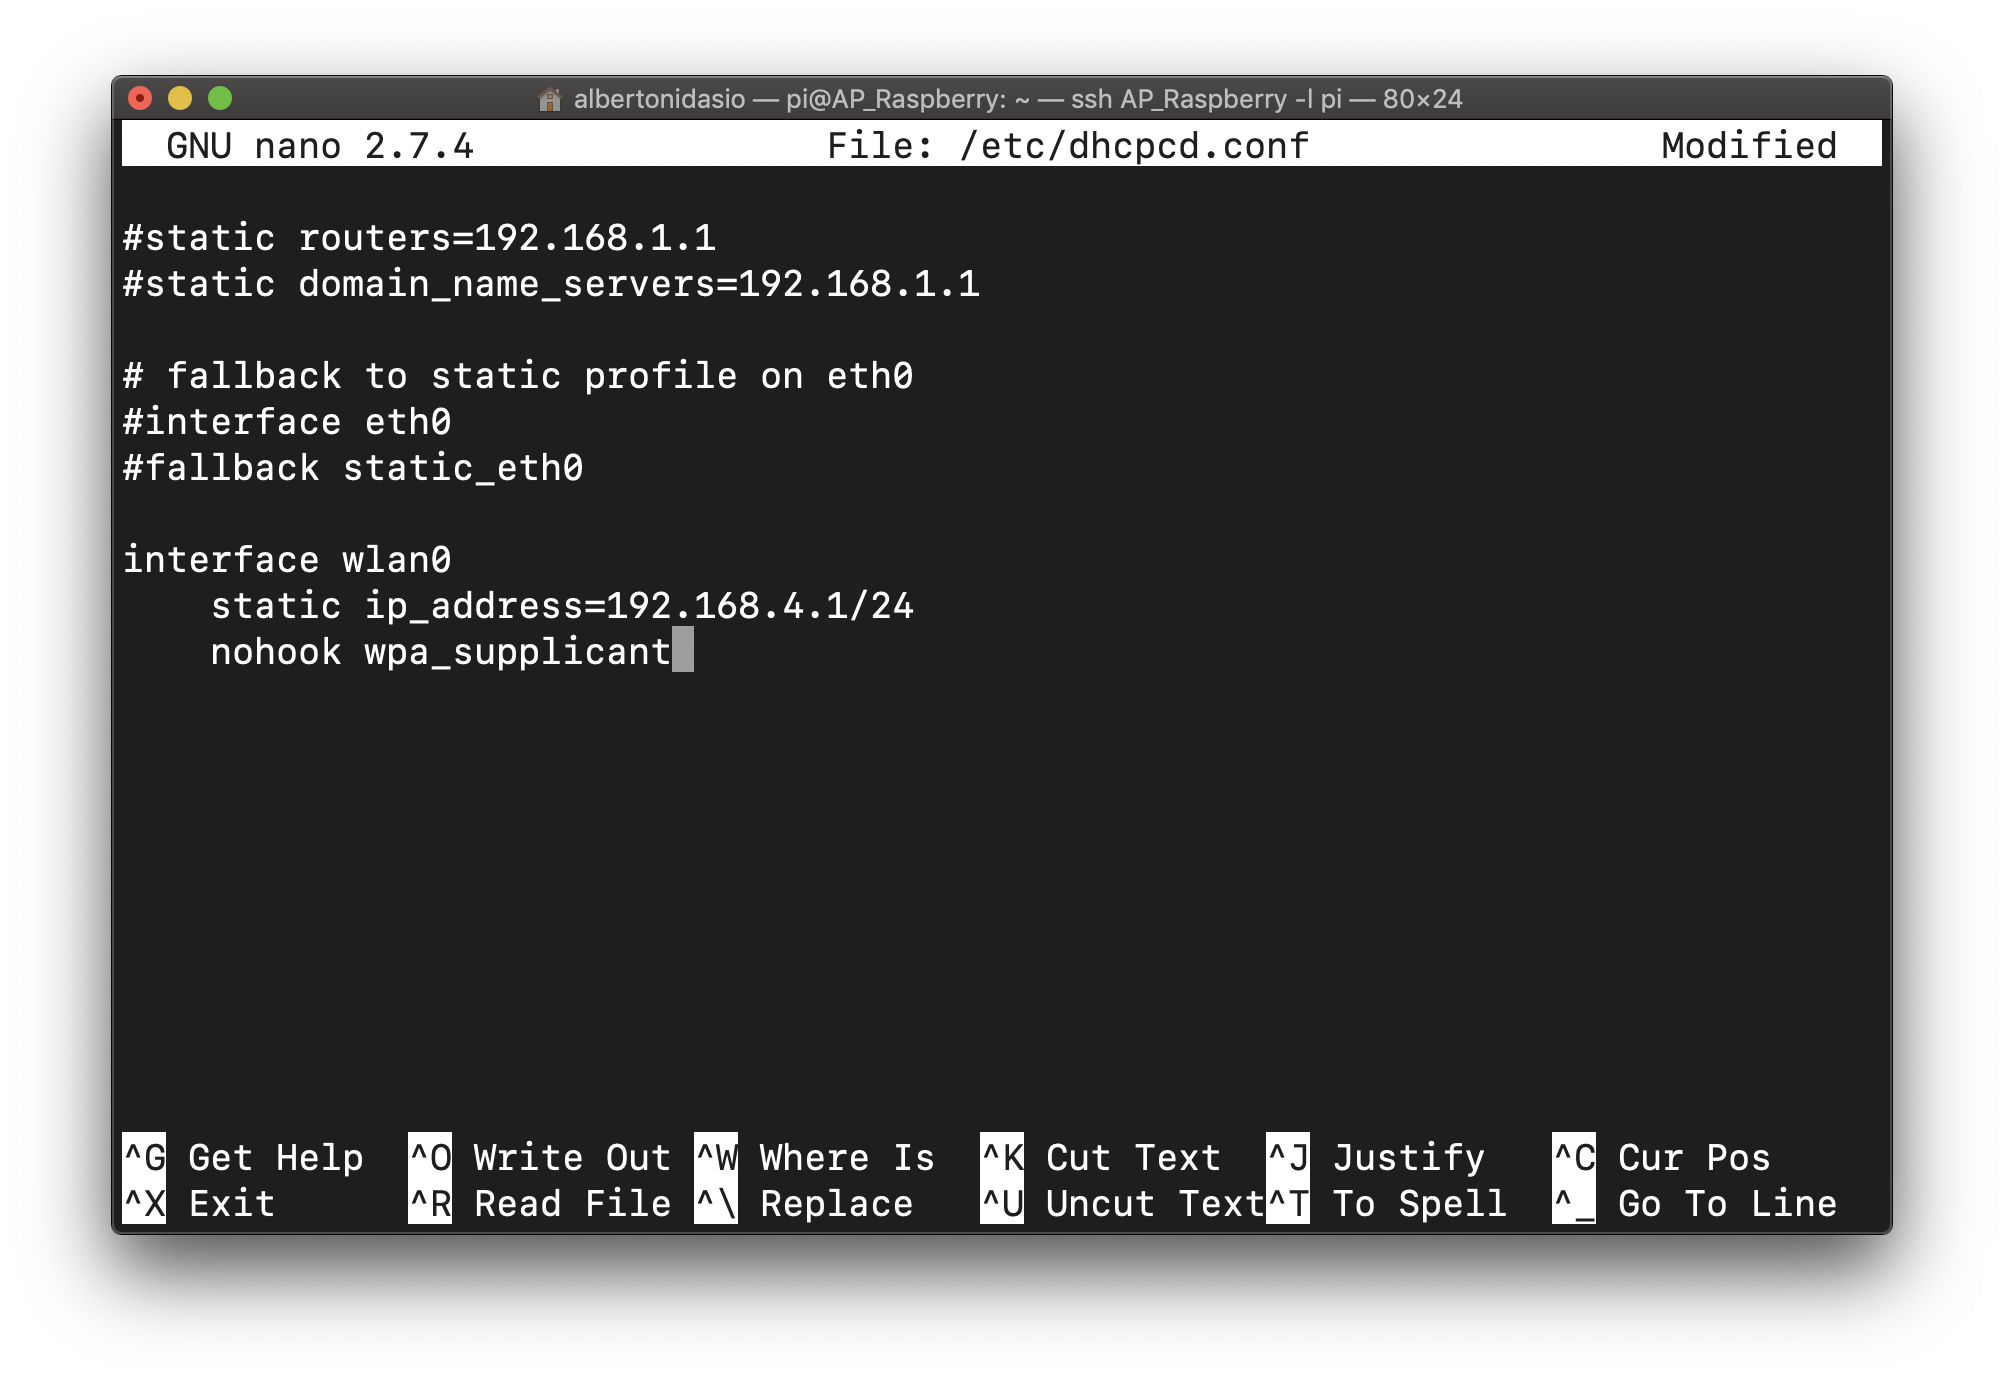 albertonidasio — pi@AP_Raspberry: ~ — ssh AP_Raspberry -l pi — 80×24
GNU nano 2.7.4 File: /etc/dhcpcd.conf Modified
#static routers=192.168.1.1
#static domain_name_servers=192.168.1.1
# fallback to static profile on eth0
#interface eth0
#fallback static_eth0
interface wlan0
    static ip_address=192.168.4.1/24
    nohook wpa_supplicant
^G Get Help ^O Write Out ^W Where Is ^K Cut Text ^J Justify ^C Cur Pos
^X Exit ^R Read File ^\ Replace ^U Uncut Text ^T To Spell ^_ Go To Line